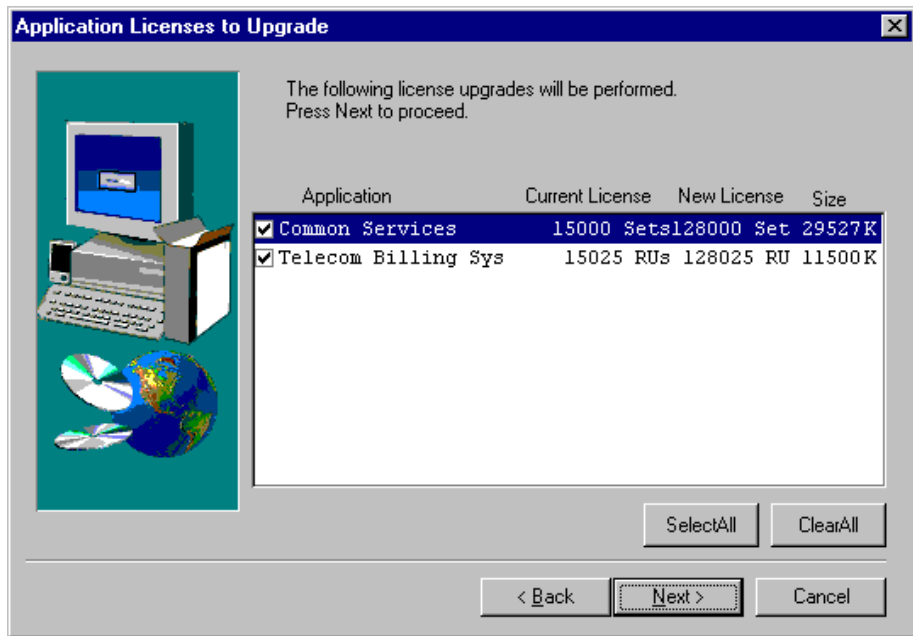 Application Licenses to Upgrade
The following license upgrades will be performed.
Press Next to proceed.
Application Current License New License Size
Common Services 15000 Sets128000 Set 29527K
Telecom Billing Sys 15025 RUs 128025 RU 11500K
SelectAll ClearAll
< Back Next > Cancel